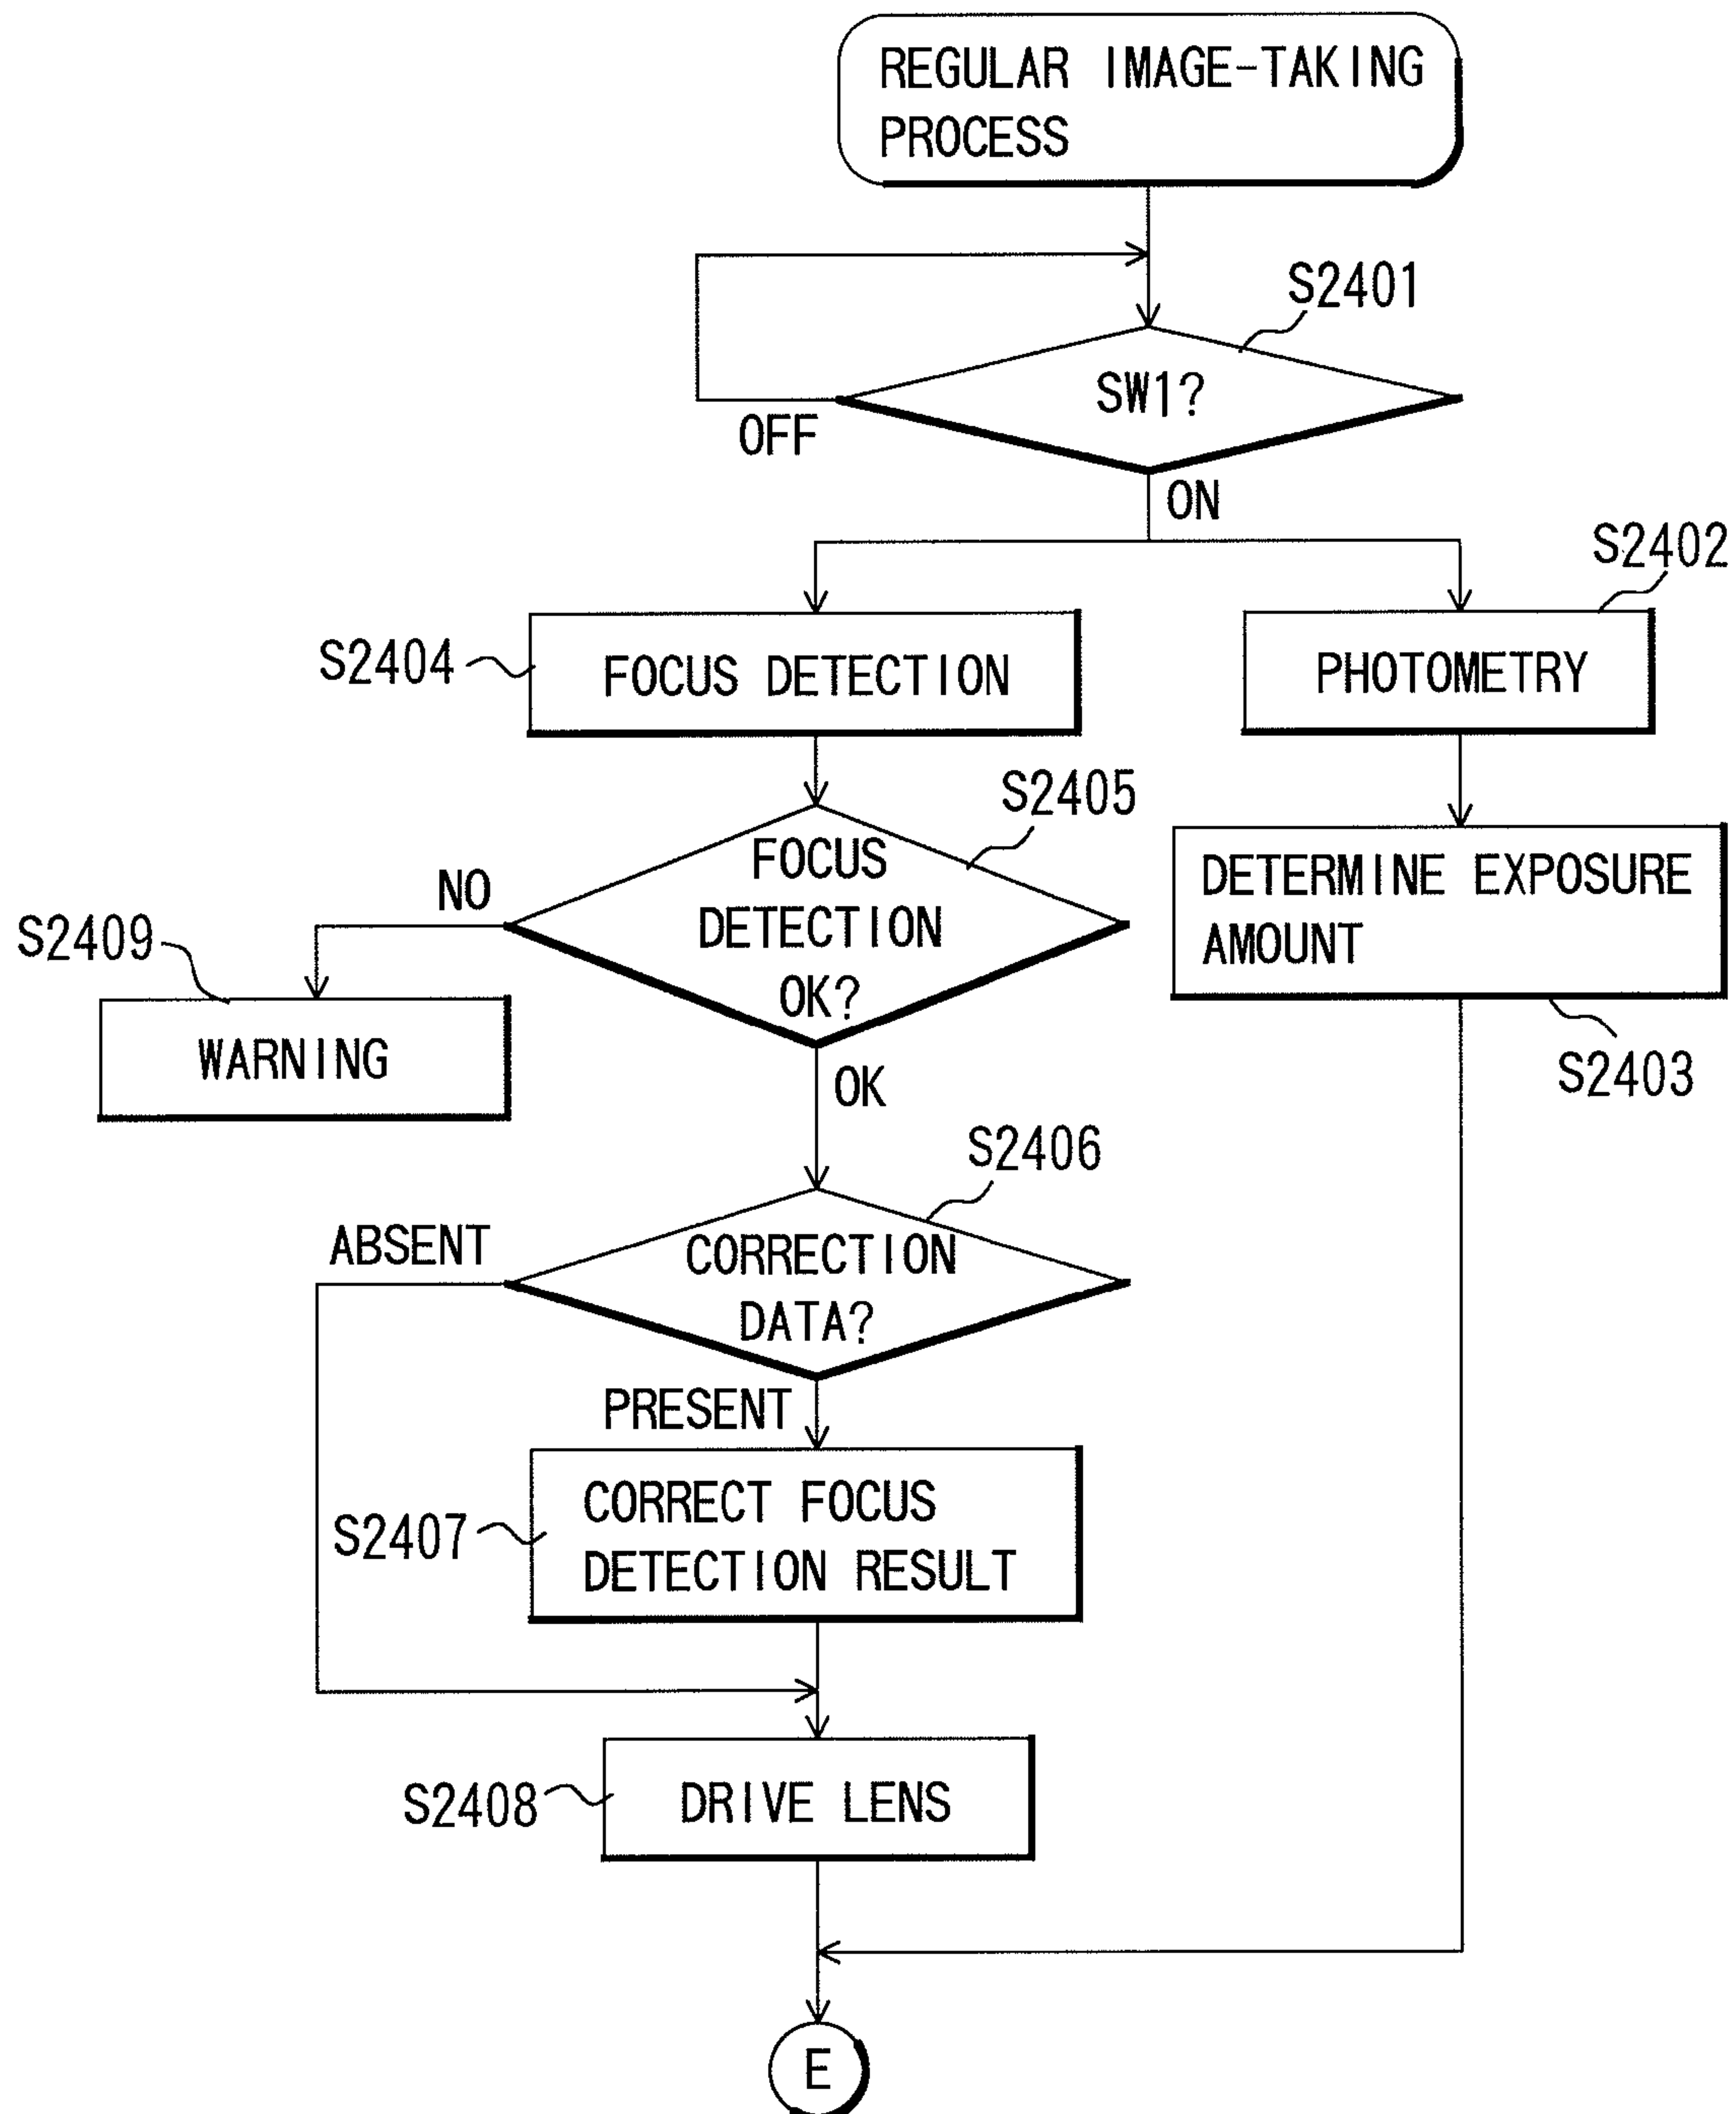 REGULAR IMAGE-TAKING
PROCESS
S2401
SW1?
OFF
ON
S2402
S2404
FOCUS DETECTION
PHOTOMETRY
S2405
FOCUS
DETECTION
OK?
NO
S2409
DETERMINE EXPOSURE
AMOUNT
WARNING
OK
S2403
S2406
ABSENT
CORRECTION
DATA?
PRESENT
S2407
CORRECT FOCUS
DETECTION RESULT
S2408
DRIVE LENS
E